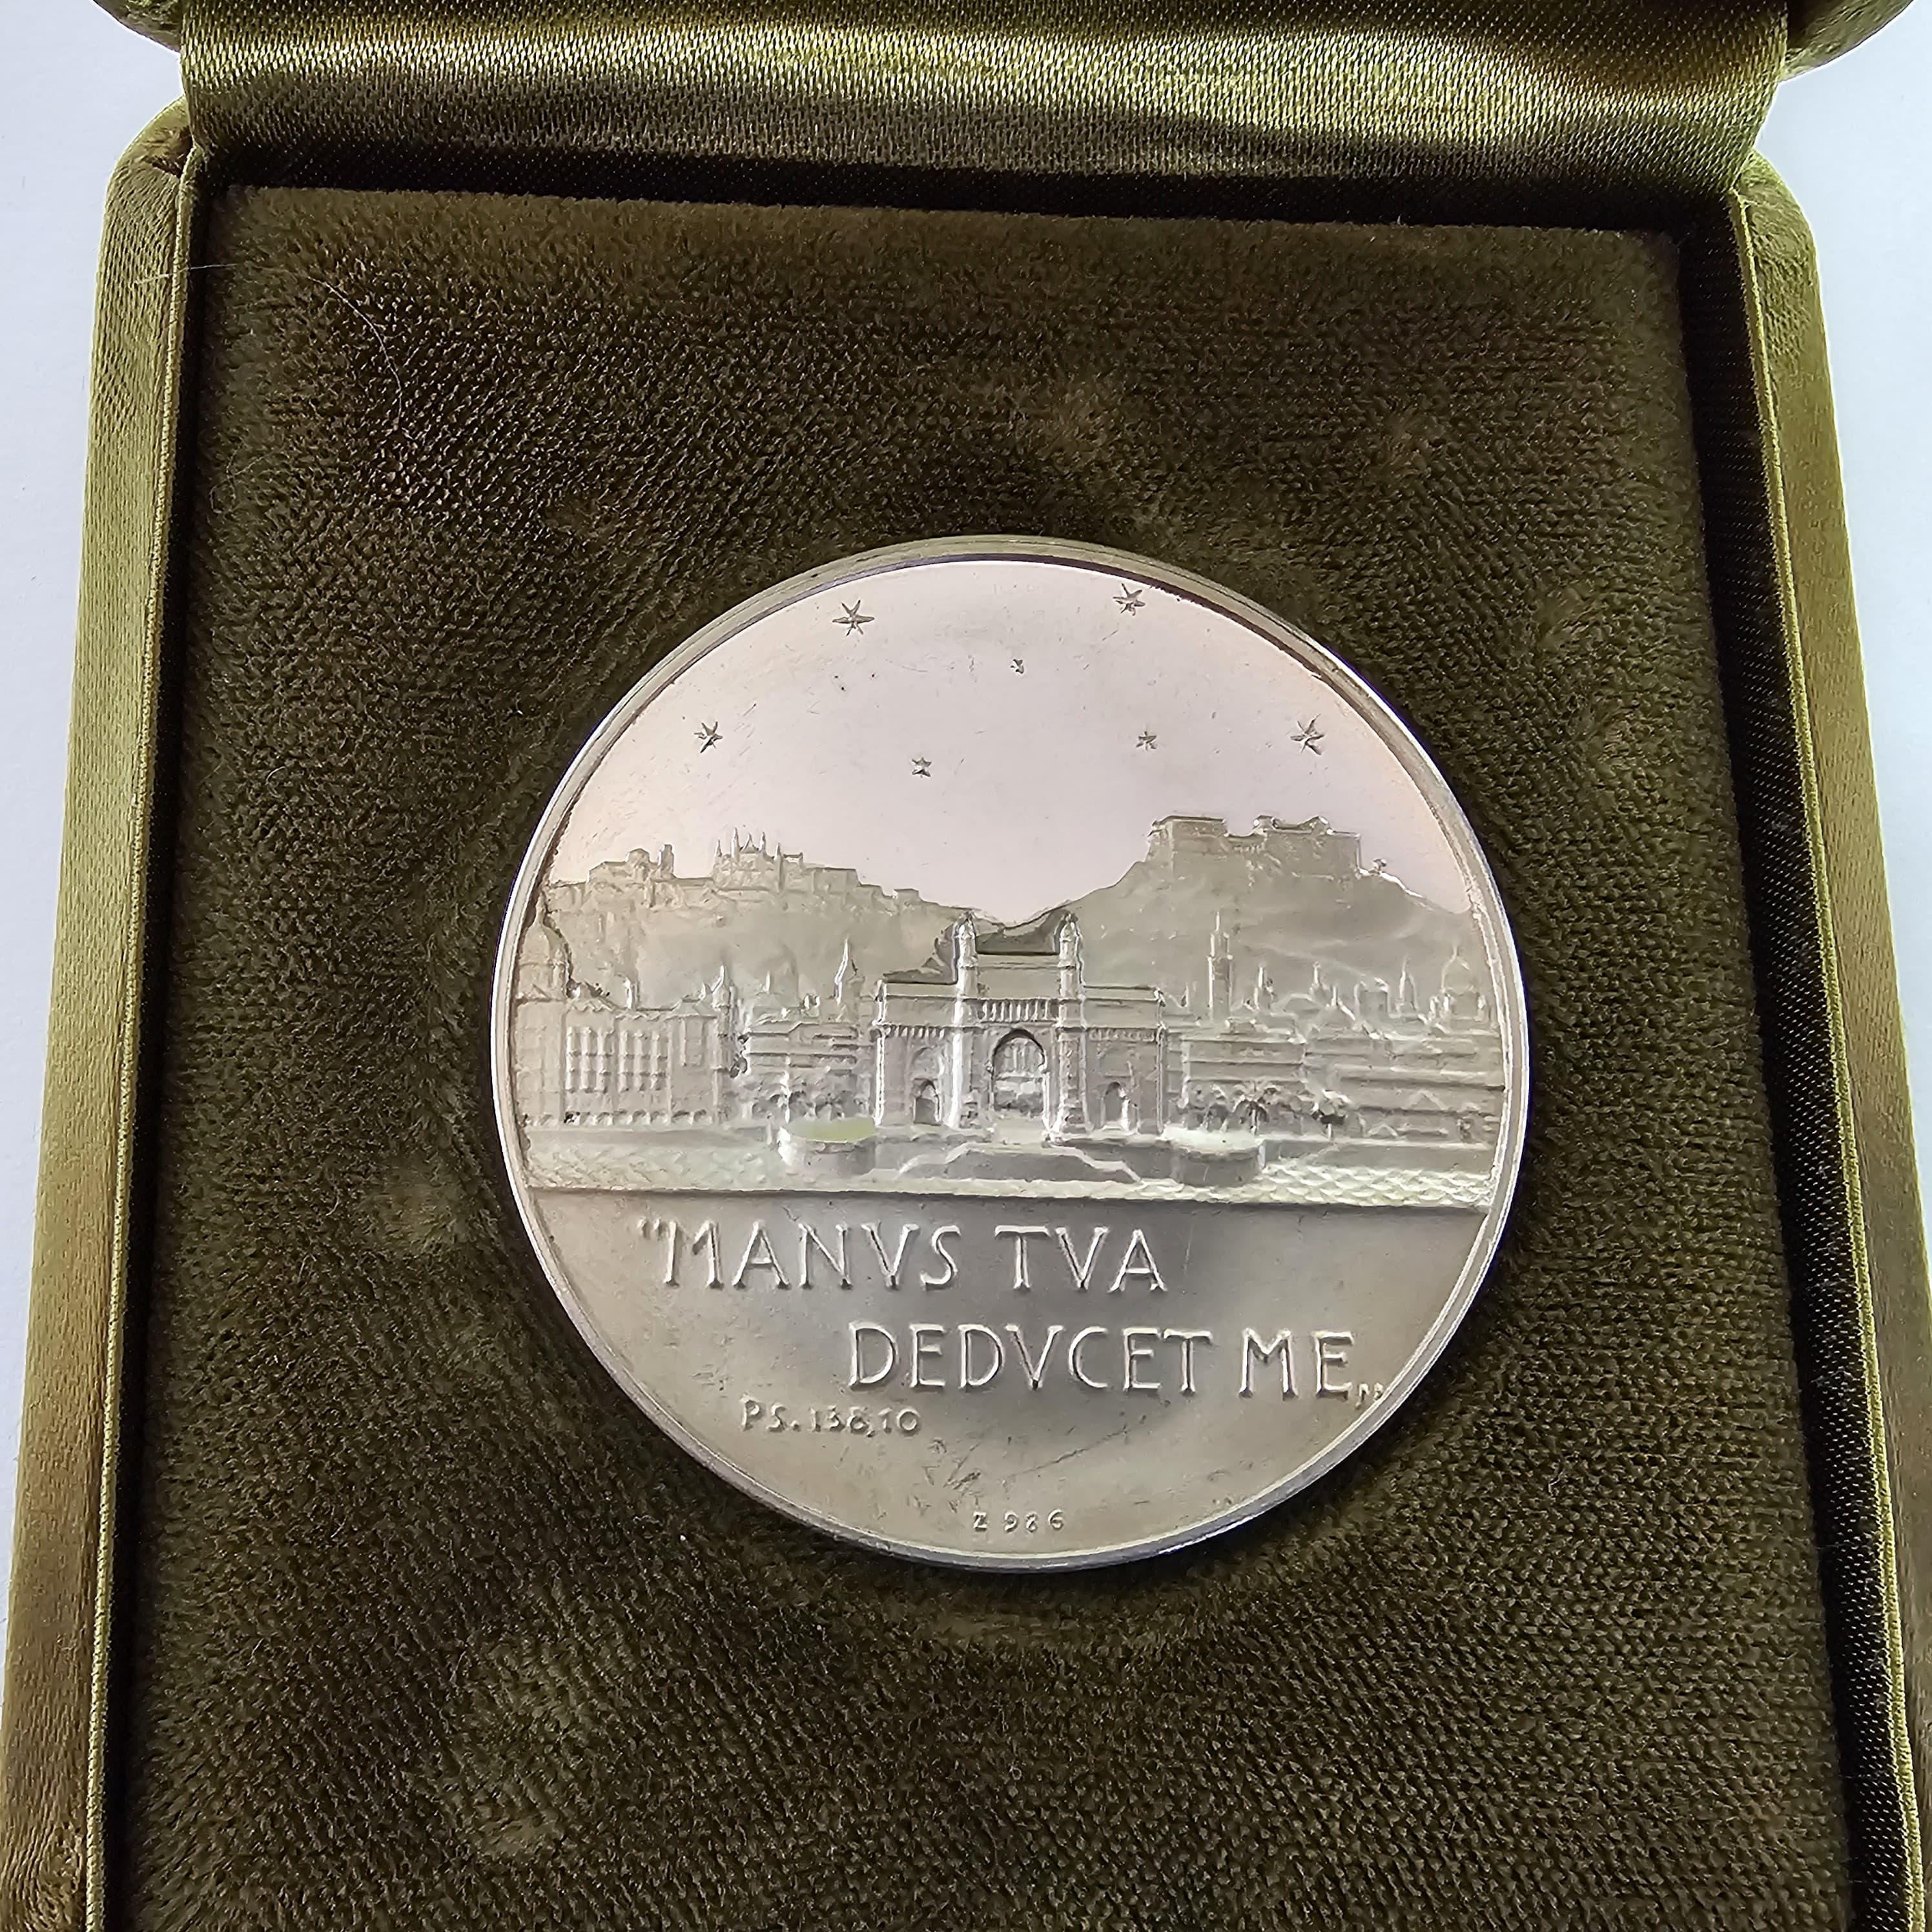 "MANVS TVA
DEDVCET ME„
PS. 138,10
Z 986